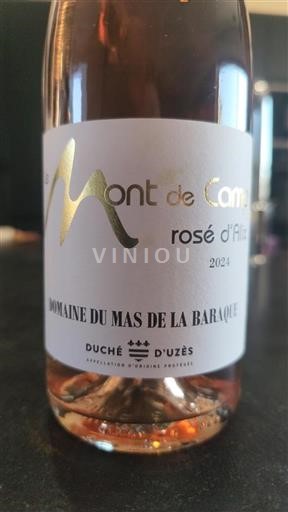 Mont de
rosé
2024
VINIOU
DOMAINE DU MAS DE LA BARAQUE
DUCHÉ D'UZÈS
APPELLATION D'ORIGINE PROTÉGÉE